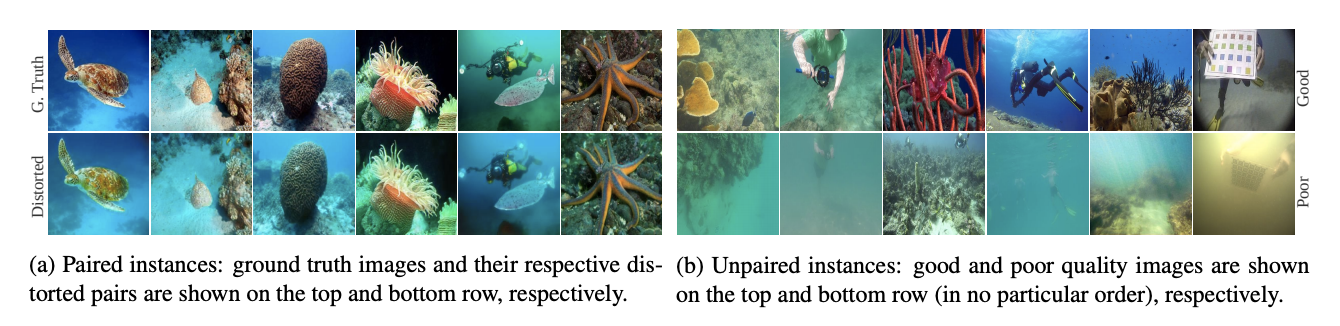 G. Truth
Distorted
Good
Poor
(a) Paired instances: ground truth images and their respective dis-
torted pairs are shown on the top and bottom row, respectively.
(b) Unpaired instances: good and poor quality images are shown
on the top and bottom row (in no particular order), respectively.